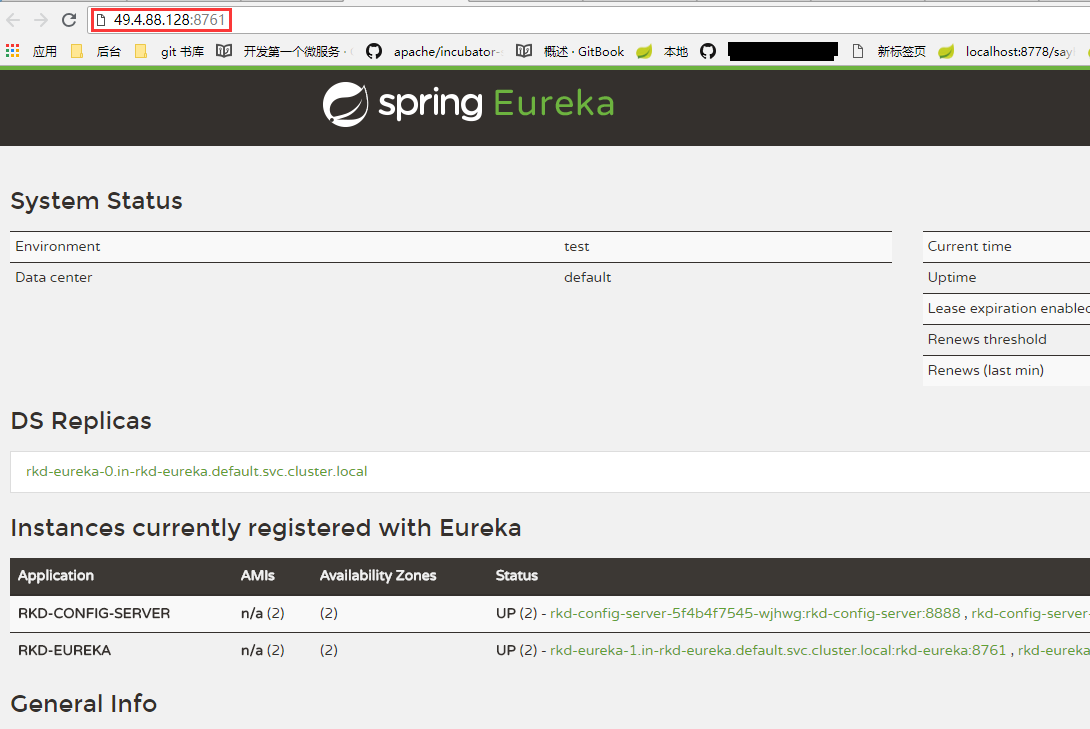 49.4.88.128:8761
应用 后台 git 书库 开发第一个微服务 · apache/incubator- 概述 · GitBook 本地 新标签页 localhost:8778/say
spring Eureka
System Status
Environment test Current time
Data center default Uptime
Lease expiration enabled
Renews threshold
Renews (last min)
DS Replicas
rkd-eureka-0.in-rkd-eureka.default.svc.cluster.local
Instances currently registered with Eureka
Application AMIs Availability Zones Status
RKD-CONFIG-SERVER n/a (2) (2) UP (2) - rkd-config-server-5f4b4f7545-wjhwg:rkd-config-server:8888 , rkd-config-server-
RKD-EUREKA n/a (2) (2) UP (2) - rkd-eureka-1.in-rkd-eureka.default.svc.cluster.local:rkd-eureka:8761 , rkd-eureka
General Info